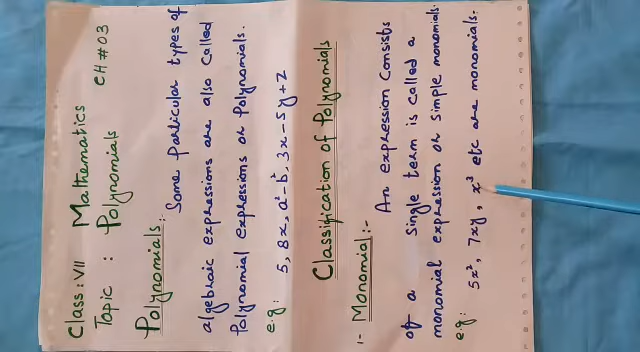 Class : VII Mathematics CH # 03
Topic : Polynomials
Polynomials:-
Some Particular types of
algebraic expressions are also called
Polynomial expressions or Polynomials.
e.g: 5, 8x, a²-b², 3x-5y+2
Classification of Polynomials
1- Monomial:-
An expression consists
of a single term is called a
monomial expression or simple monomials.
eg: 5x², 7xy, x³ etc are monomials.